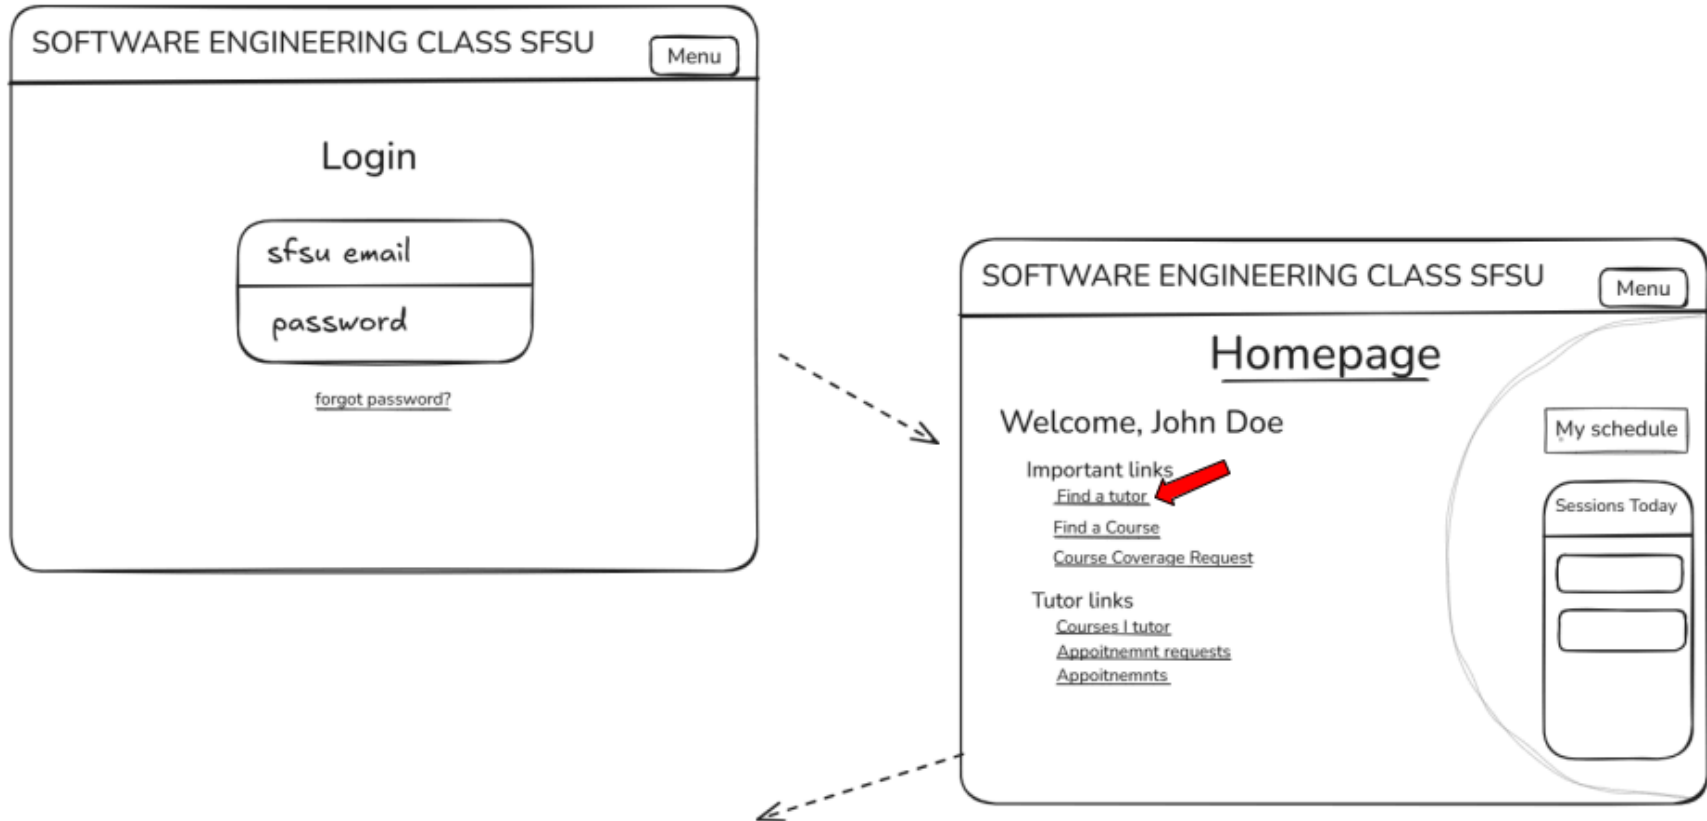 SOFTWARE ENGINEERING CLASS SFSU
Menu
Login
sfsu email
password
forgot password?
SOFTWARE ENGINEERING CLASS SFSU
Menu
Homepage
Welcome, John Doe
Important links
Find a tutor
Find a Course
Course Coverage Request
Tutor links
Courses I tutor
Appoitnemnt requests
Appoitnemnts
My schedule
Sessions Today